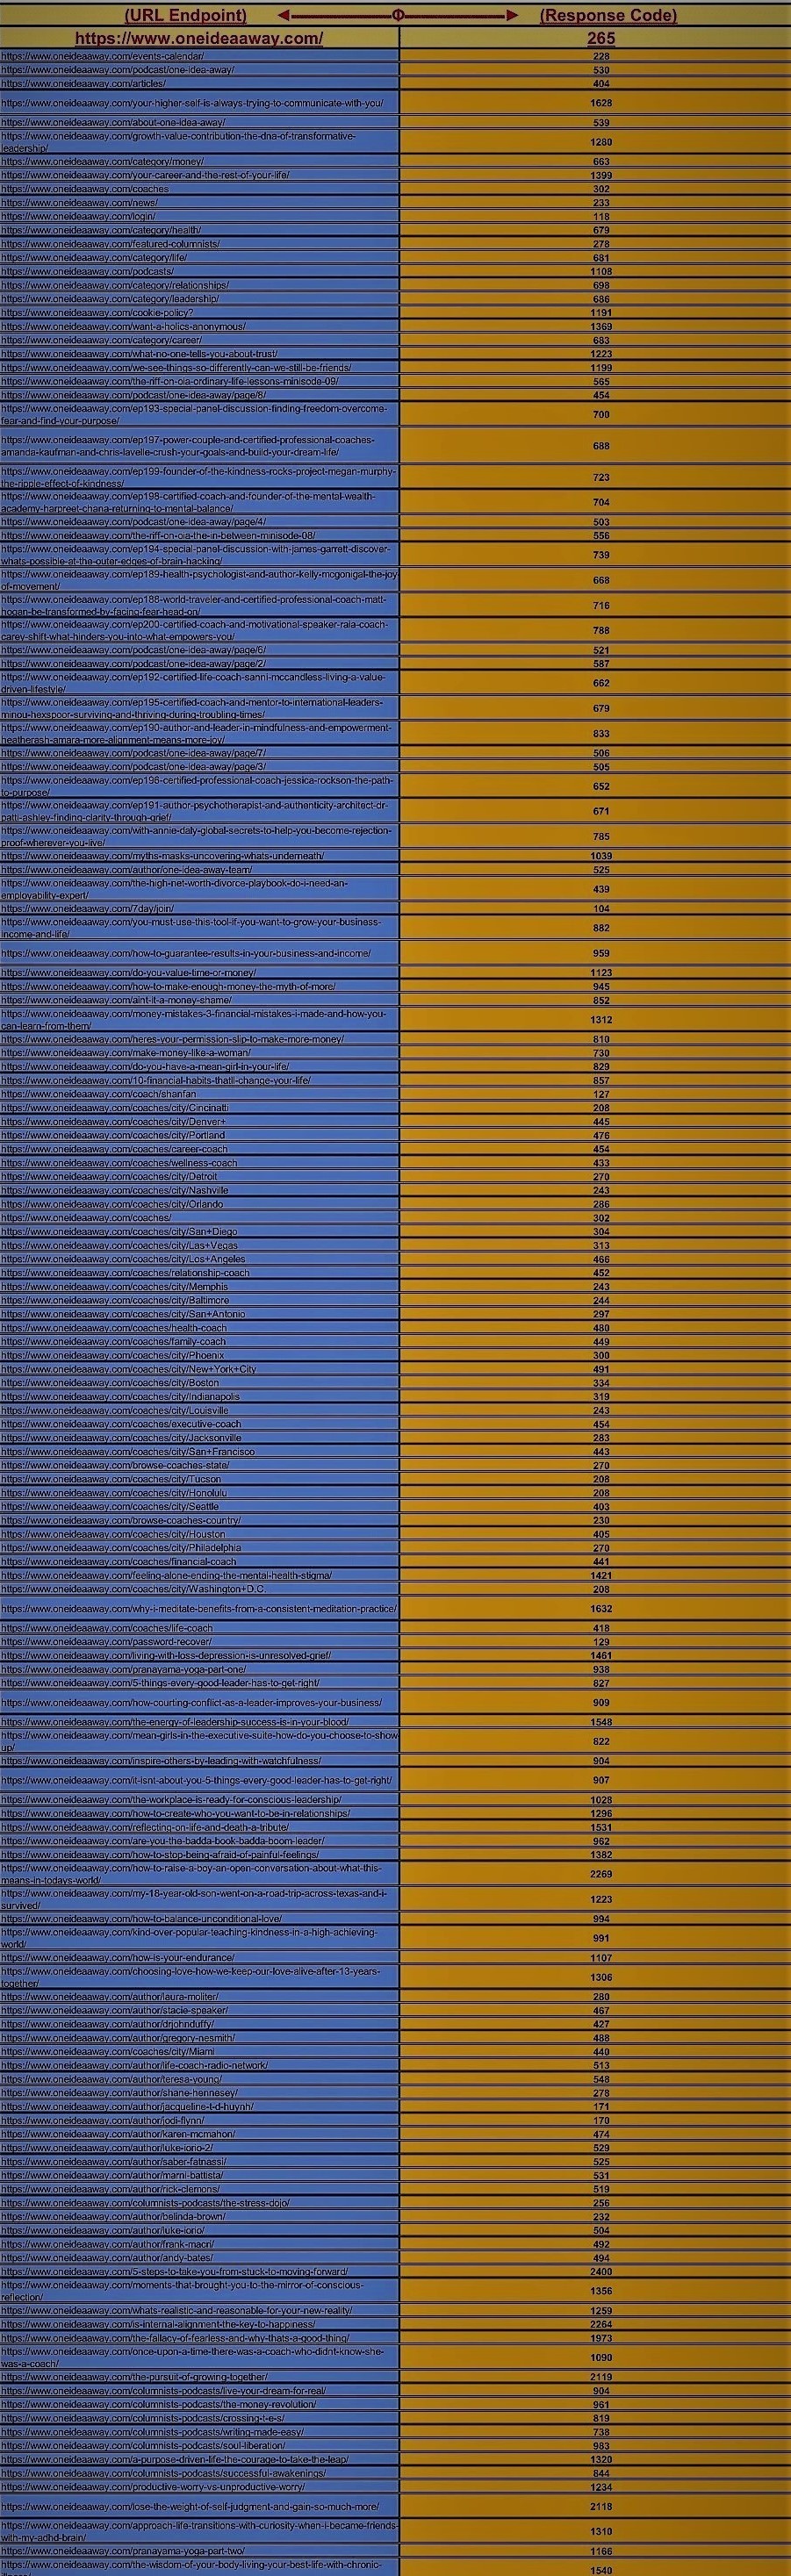 (URL Endpoint) ◄————Φ————► (Response Code)
https://www.oneideaaway.com/ 265
https://www.oneideaaway.com/events-calendar/ 228
https://www.oneideaaway.com/podcast/one-idea-away/ 530
https://www.oneideaaway.com/articles/ 404
https://www.oneideaaway.com/your-higher-self-is-always-trying-to-communicate-with-you/ 1628
https://www.oneideaaway.com/about-one-idea-away/ 539
https://www.oneideaaway.com/growth-value-contribution-the-dna-of-transformative-
leadership/ 1280
https://www.oneideaaway.com/category/money/ 663
https://www.oneideaaway.com/your-career-and-the-rest-of-your-life/ 1399
https://www.oneideaaway.com/coaches 302
https://www.oneideaaway.com/news/ 233
https://www.oneideaaway.com/login/ 118
https://www.oneideaaway.com/category/health/ 679
https://www.oneideaaway.com/featured-columnists/ 278
https://www.oneideaaway.com/category/life/ 681
https://www.oneideaaway.com/podcasts/ 1108
https://www.oneideaaway.com/category/relationships/ 698
https://www.oneideaaway.com/category/leadership/ 686
https://www.oneideaaway.com/cookie-policy? 1191
https://www.oneideaaway.com/want-a-holics-anonymous/ 1369
https://www.oneideaaway.com/category/career/ 683
https://www.oneideaaway.com/what-no-one-tells-you-about-trust/ 1223
https://www.oneideaaway.com/we-see-things-so-differently-can-we-still-be-friends/ 1199
https://www.oneideaaway.com/the-riff-on-oia-ordinary-life-lessons-minisode-09/ 565
https://www.oneideaaway.com/podcast/one-idea-away/page/8/ 454
https://www.oneideaaway.com/ep193-special-panel-discussion-finding-freedom-overcome-
fear-and-find-your-purpose/ 700
https://www.oneideaaway.com/ep197-power-couple-and-certified-professional-coaches-
amanda-kaufman-and-chris-lavelle-crush-your-goals-and-build-your-dream-life/ 688
https://www.oneideaaway.com/ep199-founder-of-the-kindness-rocks-project-megan-murphy-
the-ripple-effect-of-kindness/ 723
https://www.oneideaaway.com/ep198-certified-coach-and-founder-of-the-mental-wealth-
academy-harpreet-chana-returning-to-mental-balance/ 704
https://www.oneideaaway.com/podcast/one-idea-away/page/4/ 503
https://www.oneideaaway.com/the-riff-on-oia-the-in-between-minisode-08/ 556
https://www.oneideaaway.com/ep194-special-panel-discussion-with-james-garrett-discover-
whats-possible-at-the-outer-edges-of-brain-hacking/ 739
https://www.oneideaaway.com/ep189-health-psychologist-and-author-kelly-mcgonigal-the-joy-
of-movement/ 668
https://www.oneideaaway.com/ep188-world-traveler-and-certified-professional-coach-matt-
hogan-be-transformed-by-facing-fear-head-on/ 716
https://www.oneideaaway.com/ep200-certified-coach-and-motivational-speaker-rala-coach-
carey-shift-what-hinders-you-into-what-empowers-you/ 788
https://www.oneideaaway.com/podcast/one-idea-away/page/6/ 521
https://www.oneideaaway.com/podcast/one-idea-away/page/2/ 587
https://www.oneideaaway.com/ep192-certified-life-coach-sanni-mccandless-living-a-value-
driven-lifestyle/ 662
https://www.oneideaaway.com/ep195-certified-coach-and-mentor-to-international-leaders-
minou-hexspoor-surviving-and-thriving-during-troubling-times/ 679
https://www.oneideaaway.com/ep190-author-and-leader-in-mindfulness-and-empowerment-
heatherash-amara-more-alignment-means-more-joy/ 833
https://www.oneideaaway.com/podcast/one-idea-away/page/7/ 506
https://www.oneideaaway.com/podcast/one-idea-away/page/3/ 505
https://www.oneideaaway.com/ep196-certified-professional-coach-jessica-rockson-the-path-
to-purpose/ 652
https://www.oneideaaway.com/ep191-author-psychotherapist-and-authenticity-architect-dr-
patti-ashley-finding-clarity-through-grief/ 671
https://www.oneideaaway.com/with-annie-daly-global-secrets-to-help-you-become-rejection-
proof-wherever-you-live/ 785
https://www.oneideaaway.com/myths-masks-uncovering-whats-underneath/ 1039
https://www.oneideaaway.com/author/one-idea-away-team/ 525
https://www.oneideaaway.com/the-high-net-worth-divorce-playbook-do-i-need-an-
employability-expert/ 439
https://www.oneideaaway.com/7day/join/ 104
https://www.oneideaaway.com/you-must-use-this-tool-if-you-want-to-grow-your-business-
income-and-life/ 882
https://www.oneideaaway.com/how-to-guarantee-results-in-your-business-and-income/ 959
https://www.oneideaaway.com/do-you-value-time-or-money/ 1123
https://www.oneideaaway.com/how-to-make-enough-money-the-myth-of-more/ 945
https://www.oneideaaway.com/aint-it-a-money-shame/ 852
https://www.oneideaaway.com/money-mistakes-3-financial-mistakes-i-made-and-how-you-
can-learn-from-them/ 1312
https://www.oneideaaway.com/heres-your-permission-slip-to-make-more-money/ 810
https://www.oneideaaway.com/make-money-like-a-woman/ 730
https://www.oneideaaway.com/do-you-have-a-mean-girl-in-your-life/ 829
https://www.oneideaaway.com/10-financial-habits-thatll-change-your-life/ 857
https://www.oneideaaway.com/coach/shanfan 127
https://www.oneideaaway.com/coaches/city/Cincinatti 208
https://www.oneideaaway.com/coaches/city/Denver+ 445
https://www.oneideaaway.com/coaches/city/Portland 476
https://www.oneideaaway.com/coaches/career-coach 454
https://www.oneideaaway.com/coaches/wellness-coach 433
https://www.oneideaaway.com/coaches/city/Detroit 270
https://www.oneideaaway.com/coaches/city/Nashville 243
https://www.oneideaaway.com/coaches/city/Orlando 286
https://www.oneideaaway.com/coaches/ 302
https://www.oneideaaway.com/coaches/city/San+Diego 304
https://www.oneideaaway.com/coaches/city/Las+Vegas 313
https://www.oneideaaway.com/coaches/city/Los+Angeles 466
https://www.oneideaaway.com/coaches/relationship-coach 452
https://www.oneideaaway.com/coaches/city/Memphis 243
https://www.oneideaaway.com/coaches/city/Baltimore 244
https://www.oneideaaway.com/coaches/city/San+Antonio 297
https://www.oneideaaway.com/coaches/health-coach 480
https://www.oneideaaway.com/coaches/family-coach 449
https://www.oneideaaway.com/coaches/city/Phoenix 300
https://www.oneideaaway.com/coaches/city/New+York+City 491
https://www.oneideaaway.com/coaches/city/Boston 334
https://www.oneideaaway.com/coaches/city/Indianapolis 319
https://www.oneideaaway.com/coaches/city/Louisville 243
https://www.oneideaaway.com/coaches/executive-coach 454
https://www.oneideaaway.com/coaches/city/Jacksonville 283
https://www.oneideaaway.com/coaches/city/San+Francisco 443
https://www.oneideaaway.com/browse-coaches-state/ 270
https://www.oneideaaway.com/coaches/city/Tucson 208
https://www.oneideaaway.com/coaches/city/Honolulu 208
https://www.oneideaaway.com/coaches/city/Seattle 403
https://www.oneideaaway.com/browse-coaches-country/ 230
https://www.oneideaaway.com/coaches/city/Houston 405
https://www.oneideaaway.com/coaches/city/Philadelphia 270
https://www.oneideaaway.com/coaches/financial-coach 441
https://www.oneideaaway.com/feeling-alone-ending-the-mental-health-stigma/ 1421
https://www.oneideaaway.com/coaches/city/Washington+D.C. 208
https://www.oneideaaway.com/why-i-meditate-benefits-from-a-consistent-meditation-practice/ 1632
https://www.oneideaaway.com/coaches/life-coach 418
https://www.oneideaaway.com/password-recover/ 129
https://www.oneideaaway.com/living-with-loss-depression-is-unresolved-grief/ 1461
https://www.oneideaaway.com/pranayama-yoga-part-one/ 938
https://www.oneideaaway.com/5-things-every-good-leader-has-to-get-right/ 827
https://www.oneideaaway.com/how-courting-conflict-as-a-leader-improves-your-business/ 909
https://www.oneideaaway.com/the-energy-of-leadership-success-is-in-your-blood/ 1548
https://www.oneideaaway.com/mean-girls-in-the-executive-suite-how-do-you-choose-to-show-
up/ 822
https://www.oneideaaway.com/inspire-others-by-leading-with-watchfulness/ 904
https://www.oneideaaway.com/it-isnt-about-you-5-things-every-good-leader-has-to-get-right/ 907
https://www.oneideaaway.com/the-workplace-is-ready-for-conscious-leadership/ 1028
https://www.oneideaaway.com/how-to-create-who-you-want-to-be-in-relationships/ 1296
https://www.oneideaaway.com/reflecting-on-life-and-death-a-tribute/ 1531
https://www.oneideaaway.com/are-you-the-badda-book-badda-boom-leader/ 962
https://www.oneideaaway.com/how-to-stop-being-afraid-of-painful-feelings/ 1382
https://www.oneideaaway.com/how-to-raise-a-boy-an-open-conversation-about-what-this-
means-in-todays-world/ 2269
https://www.oneideaaway.com/my-18-year-old-son-went-on-a-road-trip-across-texas-and-i-
survived/ 1223
https://www.oneideaaway.com/how-to-balance-unconditional-love/ 994
https://www.oneideaaway.com/kind-over-popular-teaching-kindness-in-a-high-achieving-
world/ 991
https://www.oneideaaway.com/how-is-your-endurance/ 1107
https://www.oneideaaway.com/choosing-love-how-we-keep-our-love-alive-after-13-years-
together/ 1306
https://www.oneideaaway.com/author/laura-moliter/ 280
https://www.oneideaaway.com/author/stacie-speaker/ 467
https://www.oneideaaway.com/author/drjohnduffy/ 427
https://www.oneideaaway.com/author/gregory-nesmith/ 488
https://www.oneideaaway.com/coaches/city/Miami 440
https://www.oneideaaway.com/author/life-coach-radio-network/ 513
https://www.oneideaaway.com/author/teresa-young/ 548
https://www.oneideaaway.com/author/shane-hennesey/ 278
https://www.oneideaaway.com/author/jacqueline-t-d-huynh/ 171
https://www.oneideaaway.com/author/jodi-flynn/ 170
https://www.oneideaaway.com/author/karen-mcmahon/ 474
https://www.oneideaaway.com/author/luke-iorio-2/ 529
https://www.oneideaaway.com/author/saber-fatnassi/ 525
https://www.oneideaaway.com/author/marni-battista/ 531
https://www.oneideaaway.com/author/rick-clemons/ 519
https://www.oneideaaway.com/columnists-podcasts/the-stress-dojo/ 256
https://www.oneideaaway.com/author/belinda-brown/ 232
https://www.oneideaaway.com/author/luke-iorio/ 504
https://www.oneideaaway.com/author/frank-macri/ 492
https://www.oneideaaway.com/author/andy-bates/ 494
https://www.oneideaaway.com/5-steps-to-take-you-from-stuck-to-moving-forward/ 2400
https://www.oneideaaway.com/moments-that-brought-you-to-the-mirror-of-conscious-
reflection/ 1356
https://www.oneideaaway.com/whats-realistic-and-reasonable-for-your-new-reality/ 1259
https://www.oneideaaway.com/is-internal-alignment-the-key-to-happiness/ 2264
https://www.oneideaaway.com/the-fallacy-of-fearless-and-why-thats-a-good-thing/ 1973
https://www.oneideaaway.com/once-upon-a-time-there-was-a-coach-who-didnt-know-she-
was-a-coach/ 1090
https://www.oneideaaway.com/the-pursuit-of-growing-together/ 2119
https://www.oneideaaway.com/columnists-podcasts/live-your-dream-for-real/ 904
https://www.oneideaaway.com/columnists-podcasts/the-money-revolution/ 961
https://www.oneideaaway.com/columnists-podcasts/crossing-t-e-s/ 819
https://www.oneideaaway.com/columnists-podcasts/writing-made-easy/ 738
https://www.oneideaaway.com/columnists-podcasts/soul-liberation/ 983
https://www.oneideaaway.com/a-purpose-driven-life-the-courage-to-take-the-leap/ 1320
https://www.oneideaaway.com/columnists-podcasts/successful-awakenings/ 844
https://www.oneideaaway.com/productive-worry-vs-unproductive-worry/ 1234
https://www.oneideaaway.com/lose-the-weight-of-self-judgment-and-gain-so-much-more/ 2118
https://www.oneideaaway.com/approach-life-transitions-with-curiosity-when-i-became-friends-
with-my-adhd-brain/ 1310
https://www.oneideaaway.com/pranayama-yoga-part-two/ 1166
https://www.oneideaaway.com/the-wisdom-of-your-body-living-your-best-life-with-chronic-
1540